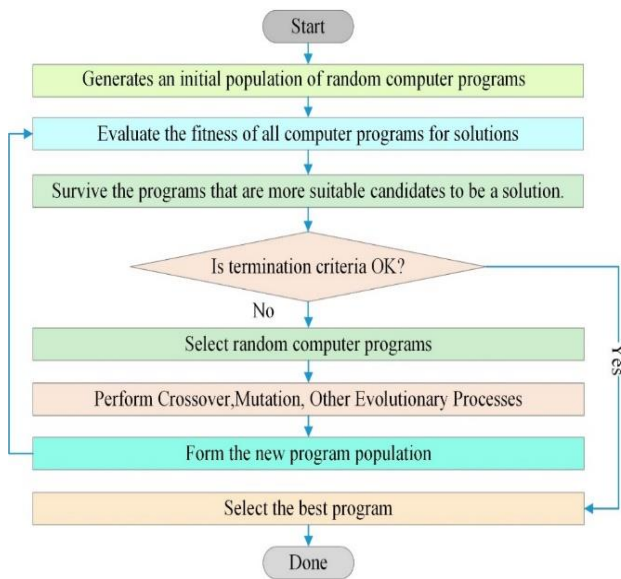 Start
Generates an initial population of random computer programs
Evaluate the fitness of all computer programs for solutions
Survive the programs that are more suitable candidates to be a solution.
Is termination criteria OK?
No
Yes
Select random computer programs
Perform Crossover,Mutation, Other Evolutionary Processes
Form the new program population
Select the best program
Done